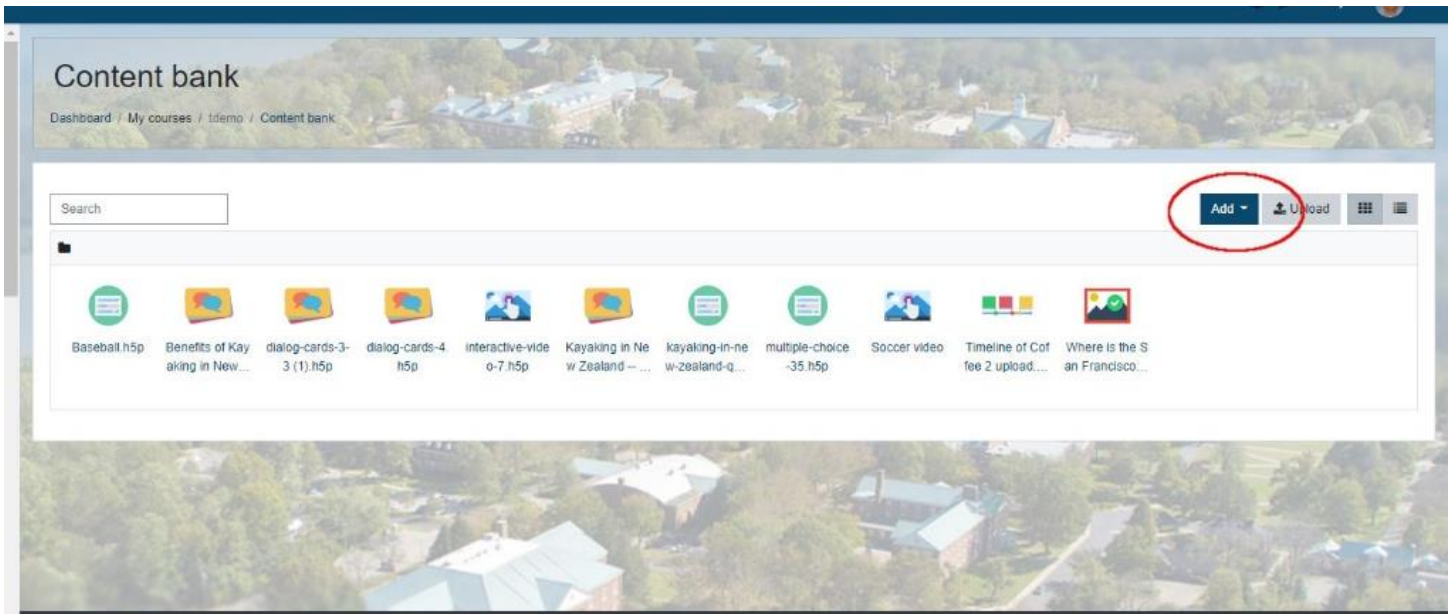 Content bank
Dashboard / My courses / tdemo / Content bank
Search
Add
Upload
Baseball.h5p
Benefits of Kay
aking in New...
dialog-cards-3-
3 (1).h5p
dialog-cards-4.
h5p
interactive-vide
o-7.h5p
Kayaking in Ne
w Zealand -- ...
kayaking-in-ne
w-zealand-q...
multiple-choice
-35.h5p
Soccer video
Timeline of Cof
fee 2 upload....
Where is the S
an Francisco...